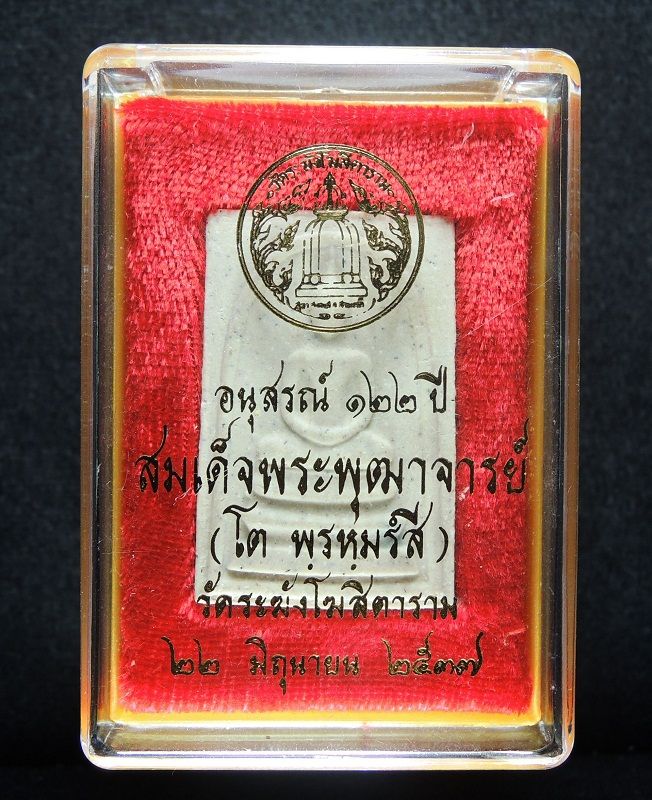 อนุสรณ์ ๑๒๒ ปี
สมเด็จพระพุฒาจารย์
(โต พฺรหฺมรํสี)
วัดระฆังโฆสิตาราม
๒๒ มิถุนายน ๒๕๓๗